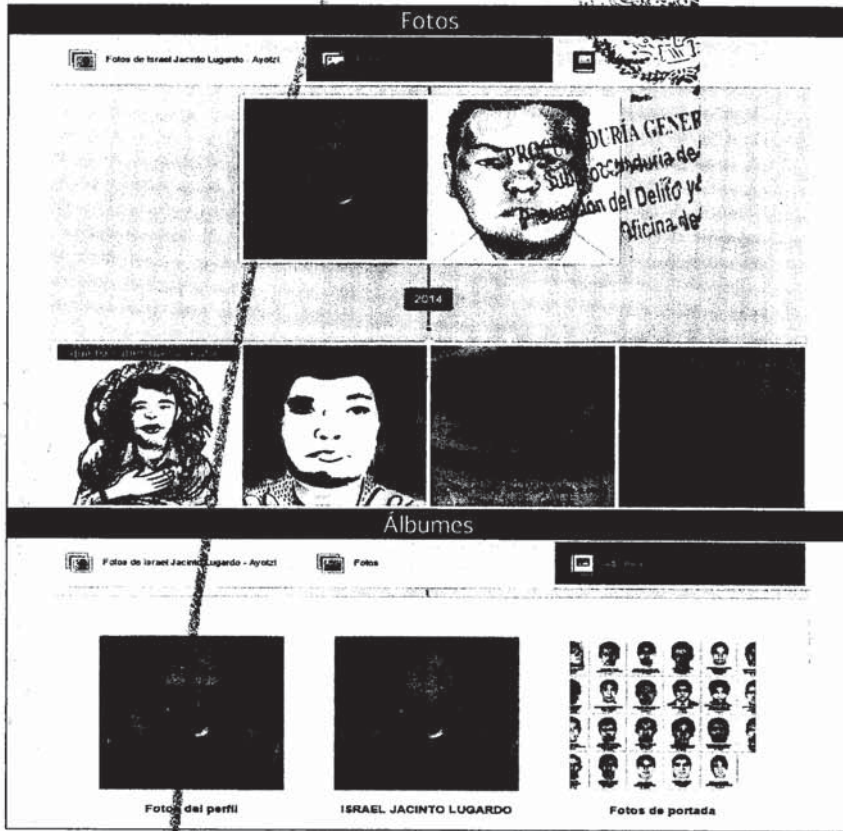 Fotos
Fotos de Israel Jacinto Lugardo - Ayotzi
PROCURADURÍA GENER
Subprocuraduría de
Prevención del Delito y
Oficina de
2014
Álbumes
Fotos de Israel Jacinto Lugardo - Ayotzi
Fotos
Fotos del perfil
ISRAEL JACINTO LUGARDO
Fotos de portada